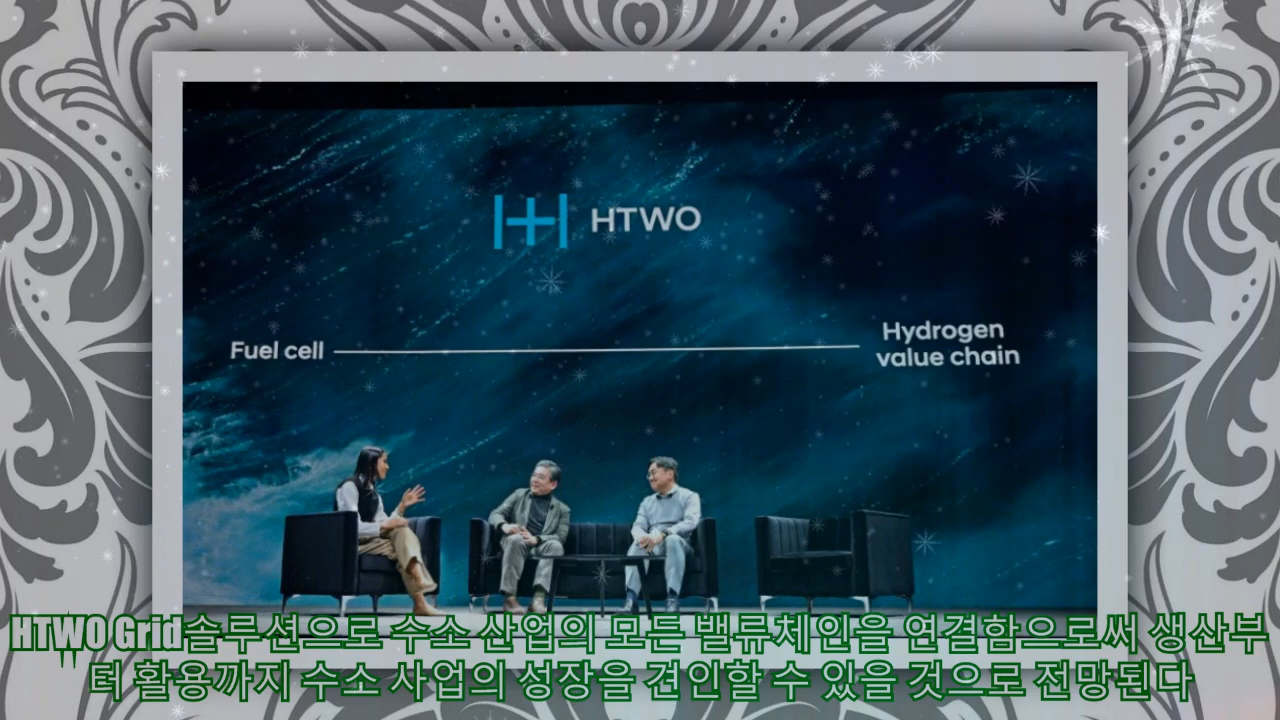 HTWO
Fuel cell
Hydrogen
value chain
HTWO Grid솔루션으로 수소 산업의 모든 밸류체인을 연결함으로써 생산부
터 활용까지 수소 사업의 성장을 견인할 수 있을 것으로 전망된다